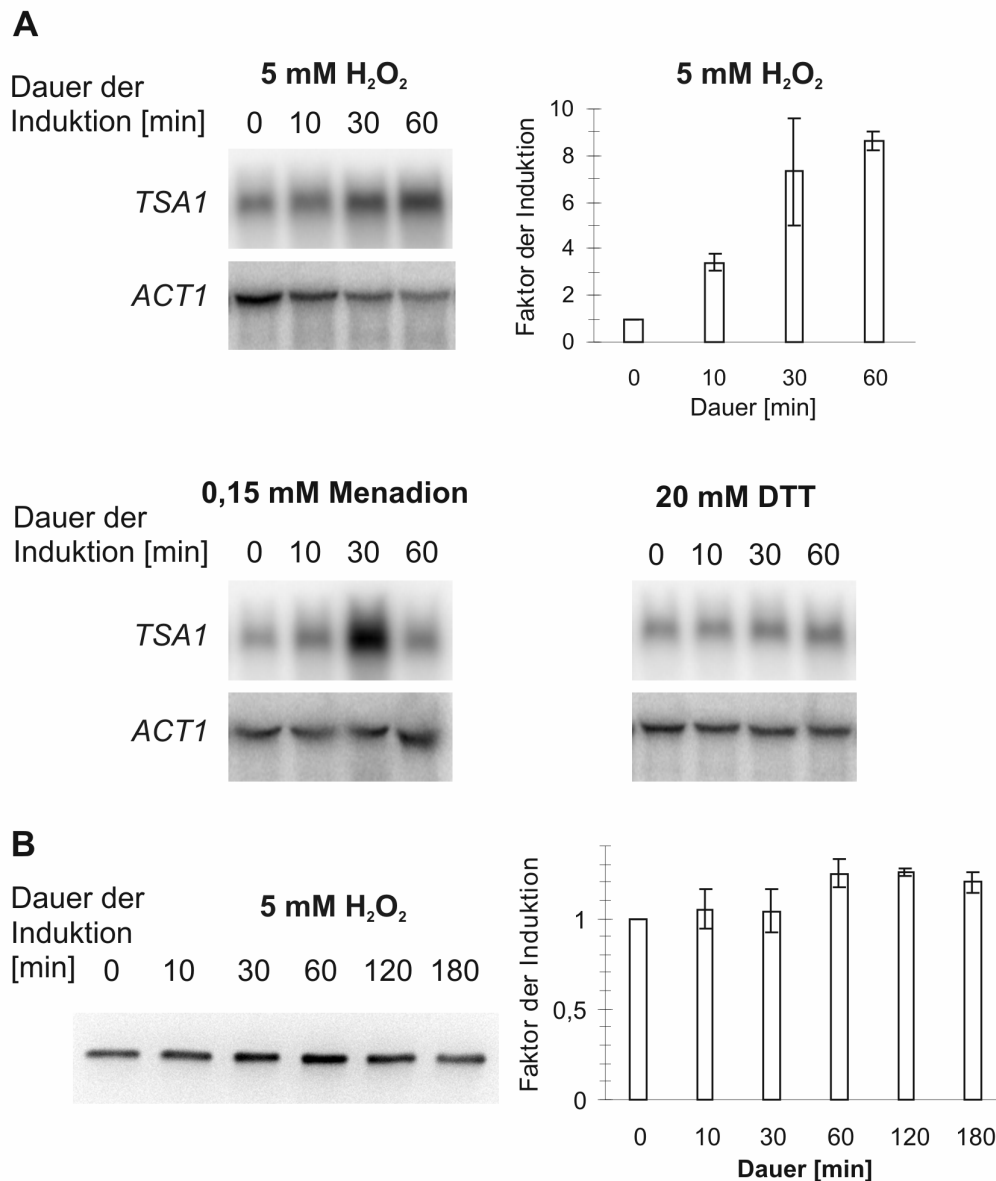 A
5 mM H₂O₂
Dauer der
Induktion [min]
0 10 30 60
TSA1
ACT1
5 mM H₂O₂
Faktor der Induktion
10
8
6
4
2
0
0 10 30 60
Dauer [min]
0,15 mM Menadion
Dauer der
Induktion [min]
0 10 30 60
TSA1
ACT1
20 mM DTT
0 10 30 60
B
Dauer der
Induktion
[min]
5 mM H₂O₂
0 10 30 60 120 180
Faktor der Induktion
1
0,5
0
0 10 30 60 120 180
Dauer [min]